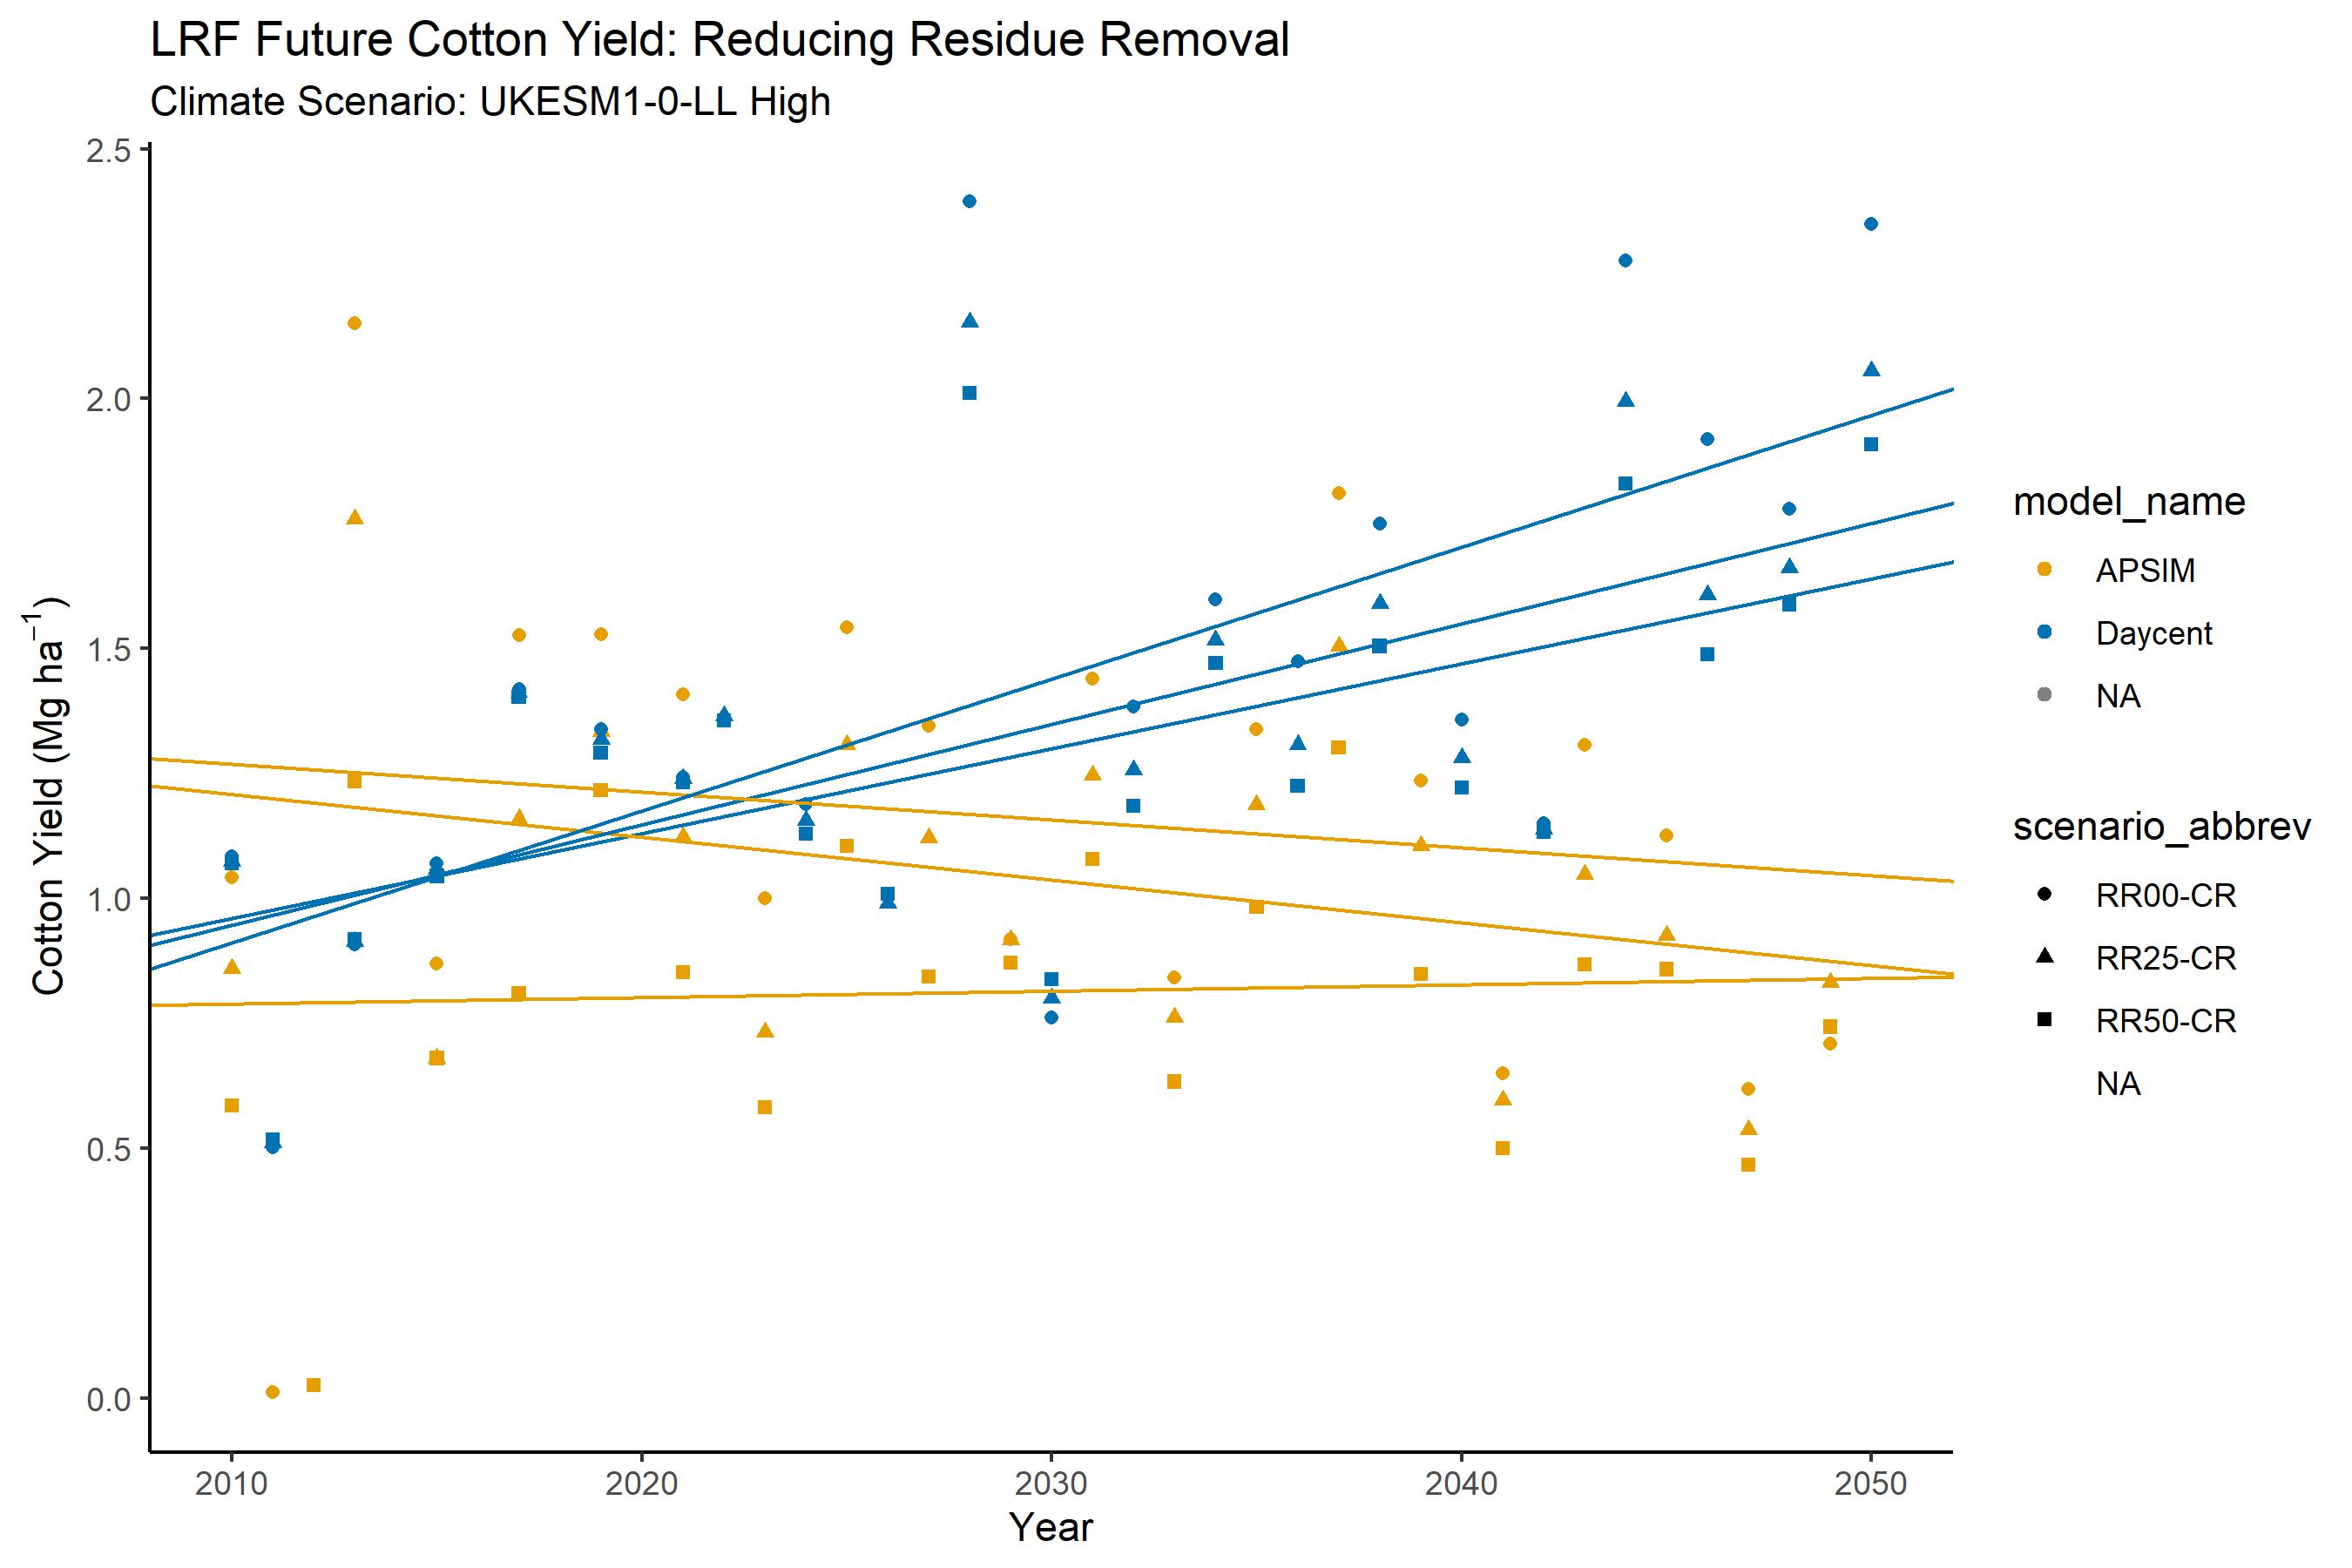 LRF Future Cotton Yield: Reducing Residue Removal
Climate Scenario: UKESM1-0-LL High
Cotton Yield (Mg ha⁻¹)
2.5
2.0
1.5
1.0
0.5
0.0
2010 2020 2030 2040 2050
Year
model_name
APSIM
Daycent
NA
scenario_abbrev
RR00-CR
RR25-CR
RR50-CR
NA